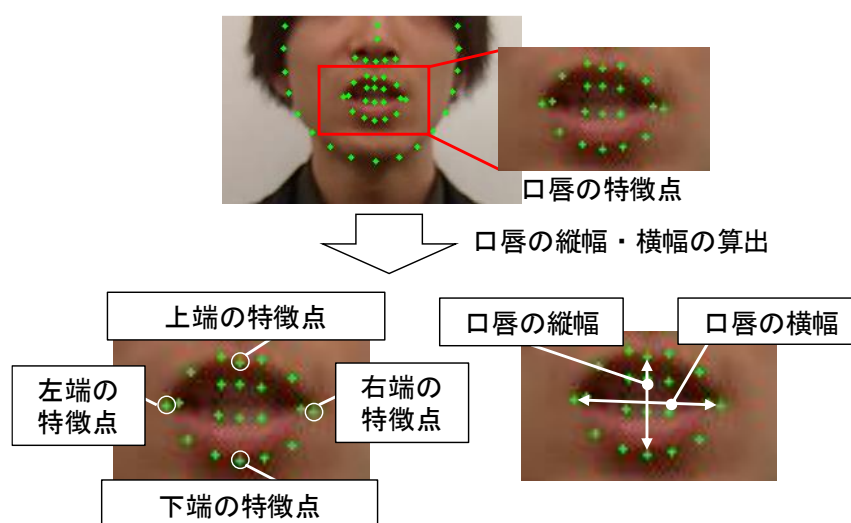 口唇の特徴点
口唇の縦幅・横幅の算出
上端の特徴点
左端の
特徴点
右端の
特徴点
下端の特徴点
口唇の縦幅
口唇の横幅